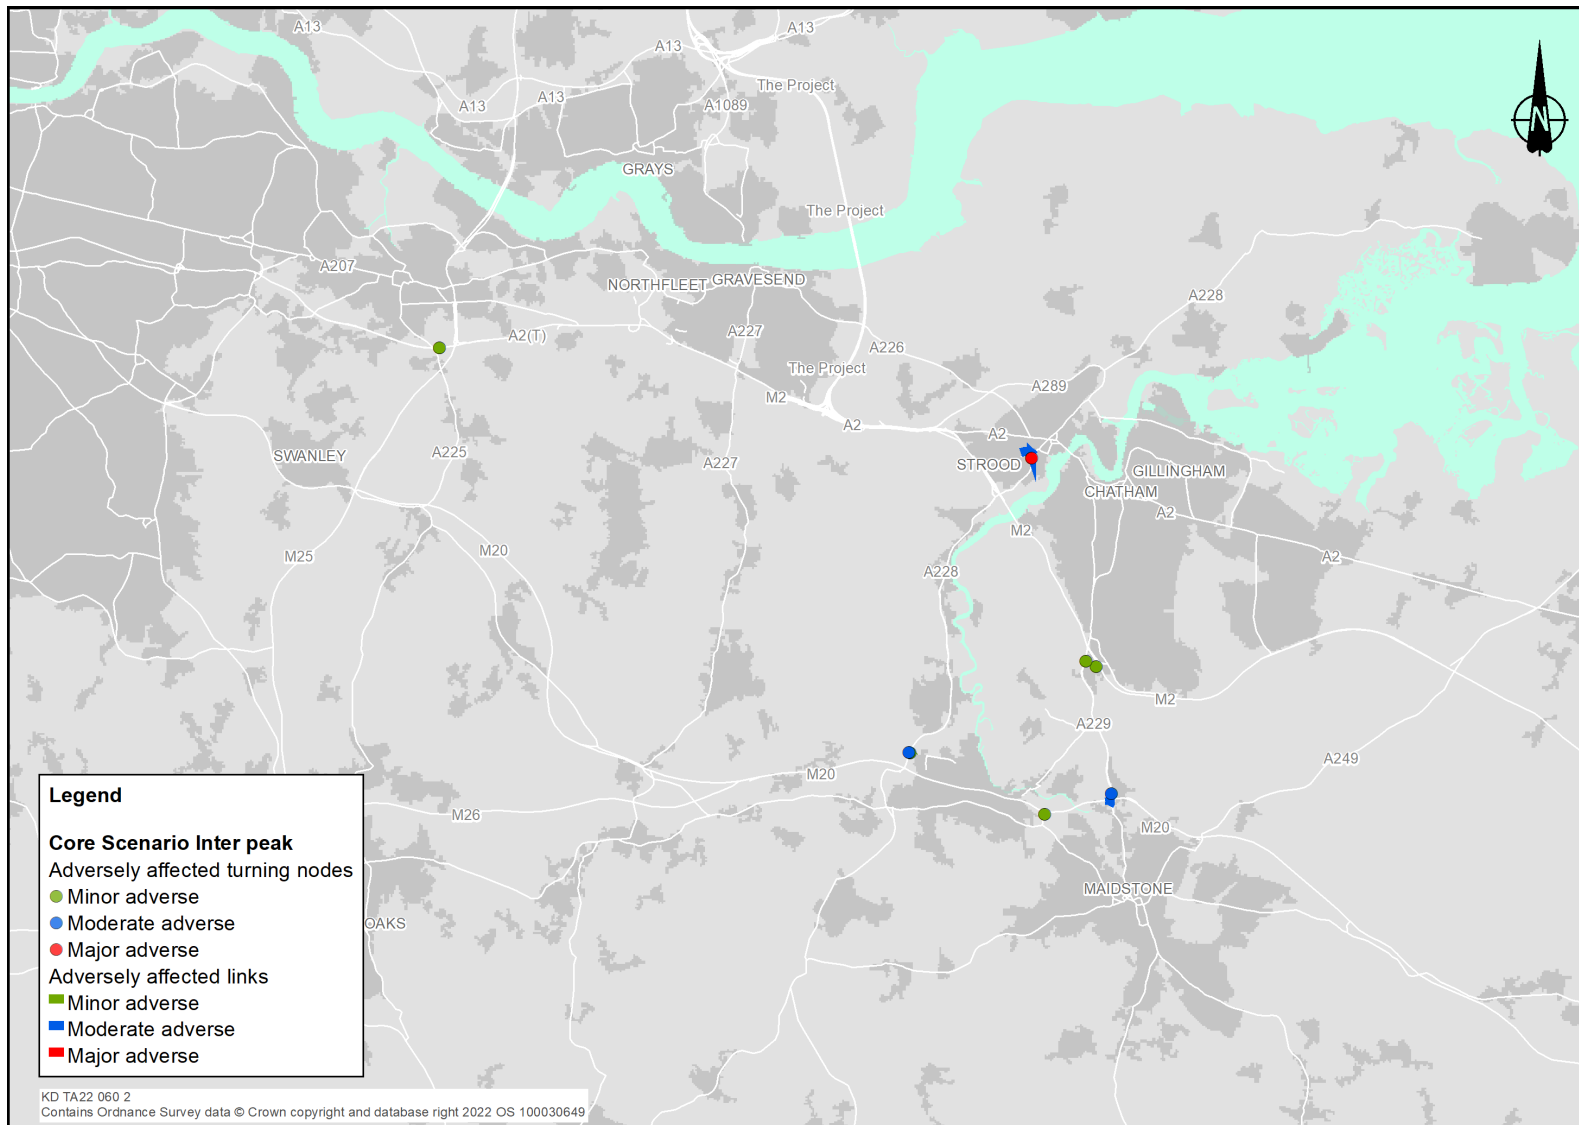 A13
A13
A13
The Project
A13
A13
A1089
N
GRAYS
The Project
A207
NORTHFLEET
GRAVESEND
A228
A2(T)
A227
A226
The Project
A289
M2
A2
A2
SWANLEY
A225
A227
STROOD
GILLINGHAM
CHATHAM
A2
M2
M25
M20
A2
A228
M2
A229
A249
M20
M26
M20
MAIDSTONE
OAKS
Legend
Core Scenario Inter peak
Adversely affected turning nodes
Minor adverse
Moderate adverse
Major adverse
Adversely affected links
Minor adverse
Moderate adverse
Major adverse
KD TA22 060 2
Contains Ordnance Survey data © Crown copyright and database right 2022 OS 100030649